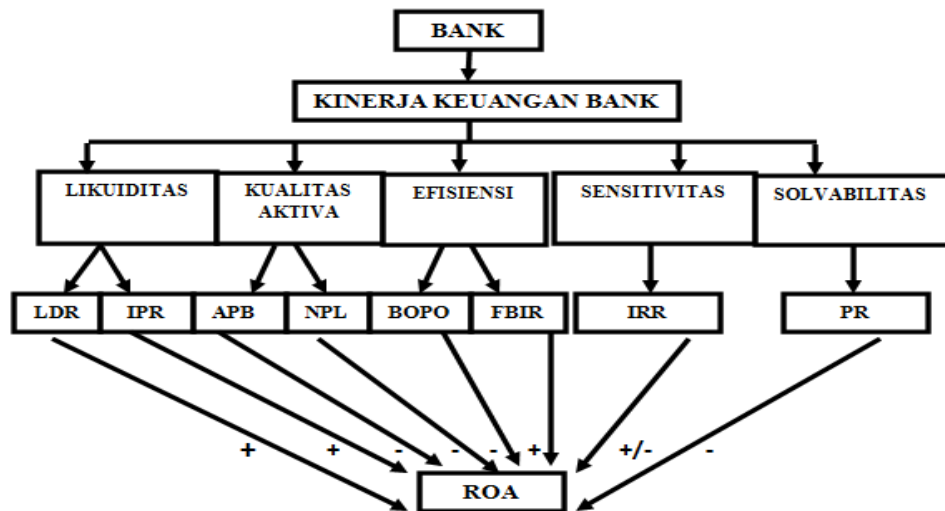 BANK
KINERJA KEUANGAN BANK
LIKUIDITAS
KUALITAS
AKTIVA
EFISIENSI
SENSITIVITAS
SOLVABILITAS
LDR
IPR
APB
NPL
BOPO
FBIR
IRR
PR
+
+
-
-
-
+
+/-
-
ROA